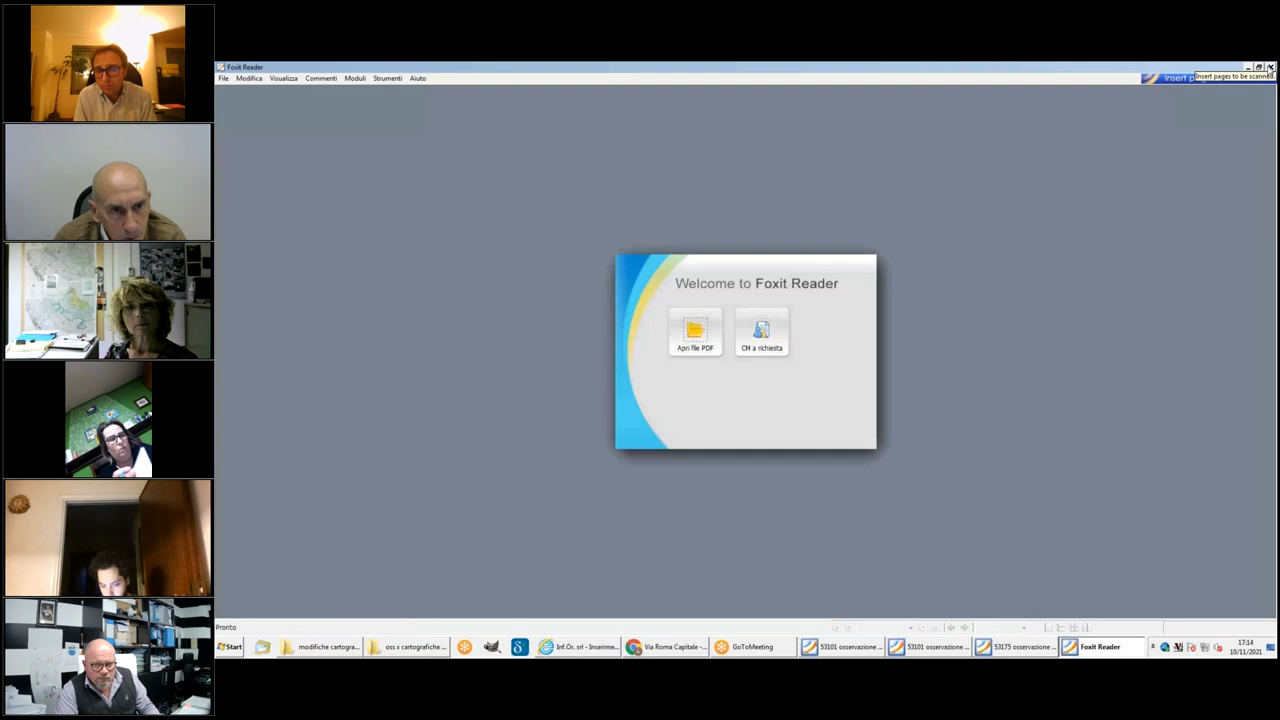 Foxit Reader
File Modifica Visualizza Commenti Moduli Strumenti Aiuto
Insert pages to be scanned
Welcome to Foxit Reader
Apri file PDF CM a richiesta
Pronto
Start modifiche cartogra... oss x cartografiche ... Inf.Or. srl - Inserime... Via Roma Capitale -... GoToMeeting 53101 osservazione ... 53101 osservazione ... 53175 osservazione ... Foxit Reader 17:14
10/11/2021